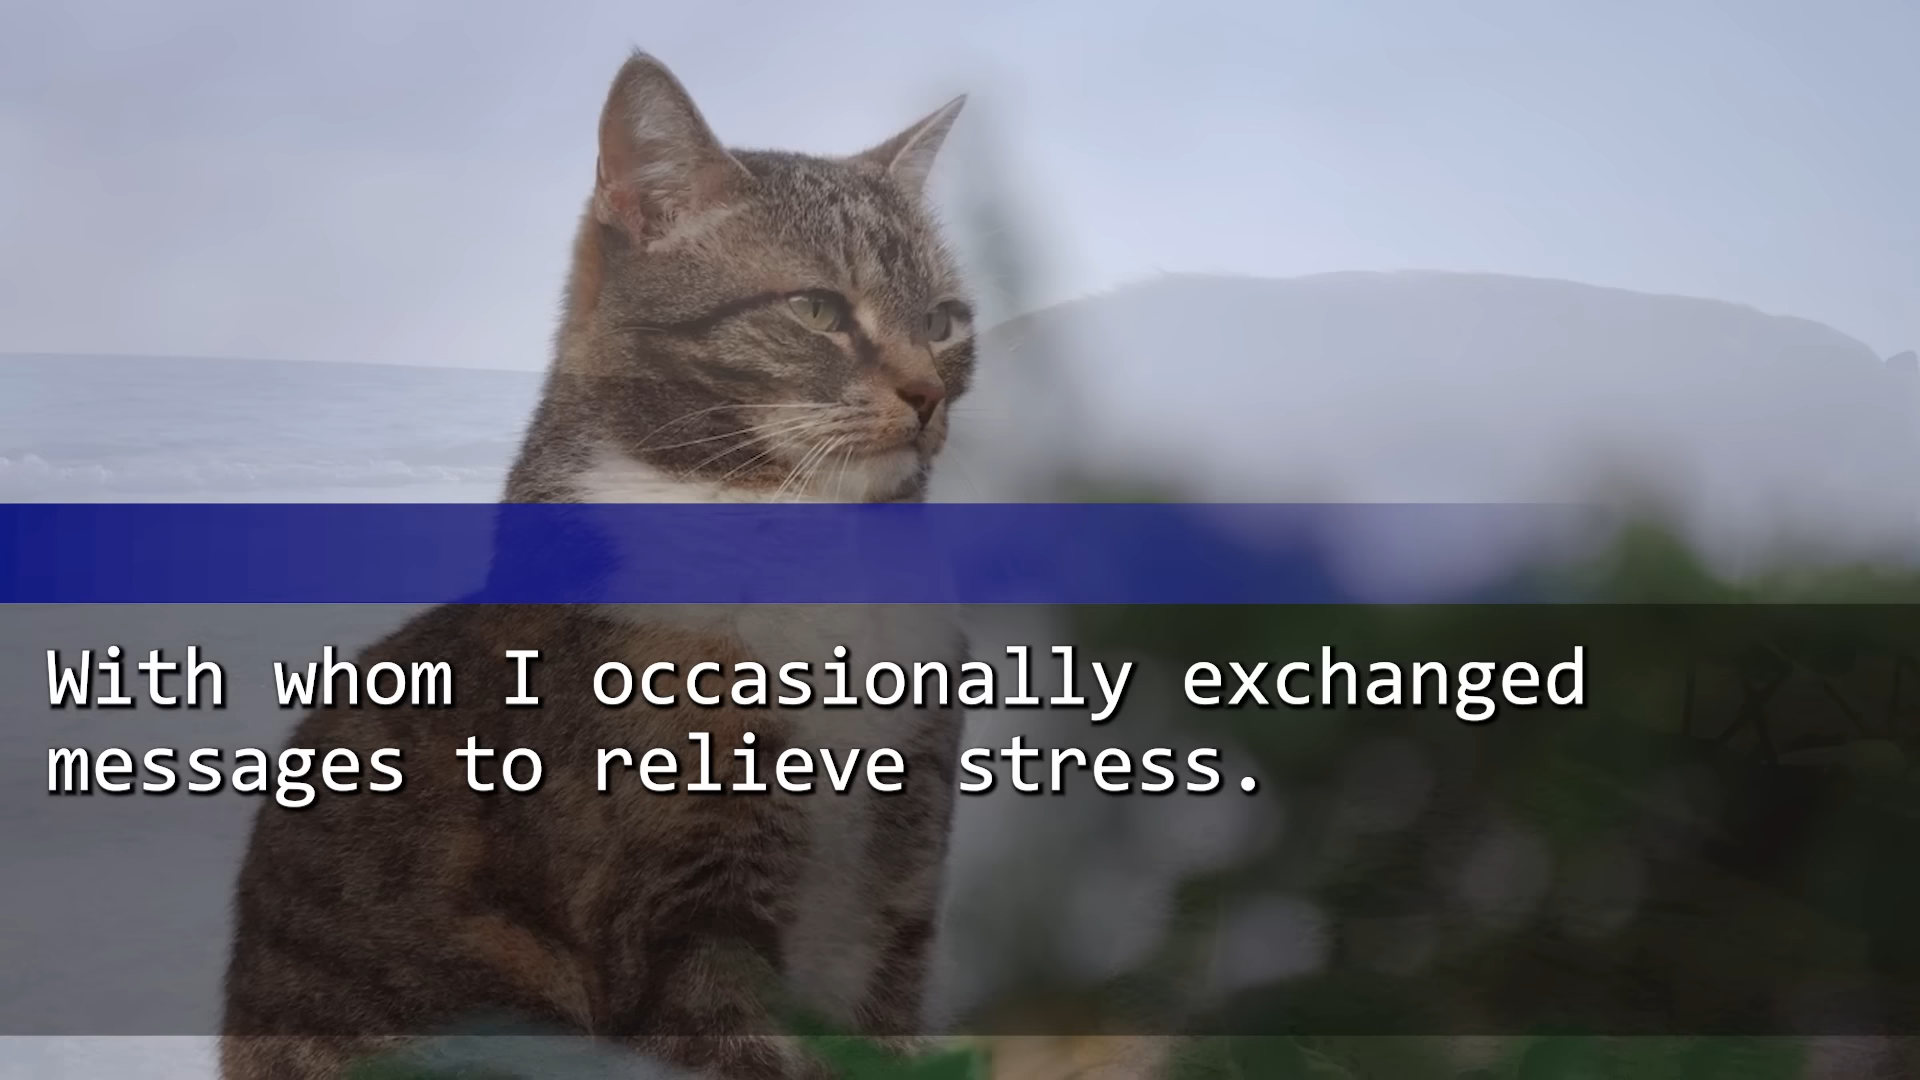 With whom I occasionally exchanged
messages to relieve stress.